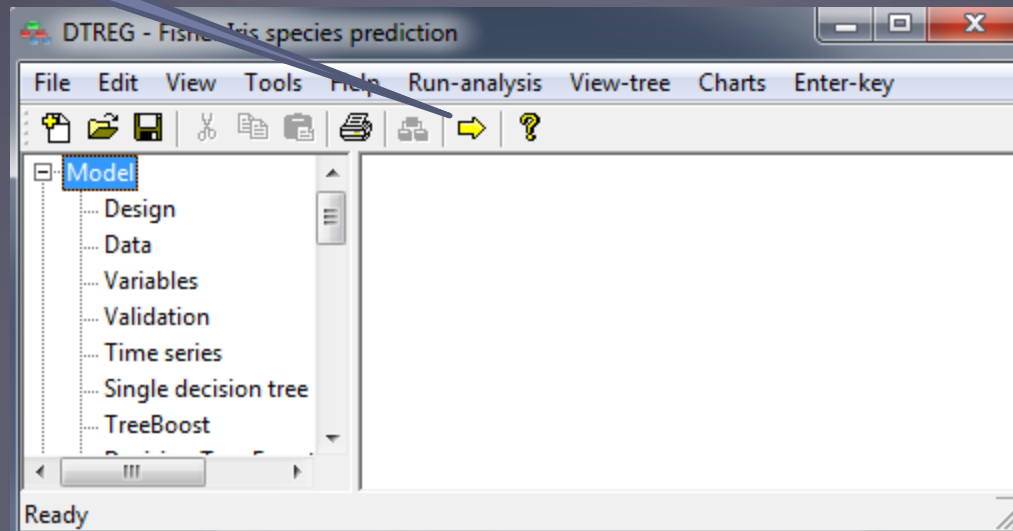 DTREG - Fisher Iris species prediction
File Edit View Tools Help Run-analysis View-tree Charts Enter-key
Model
Design
Data
Variables
Validation
Time series
Single decision tree
TreeBoost
Ready